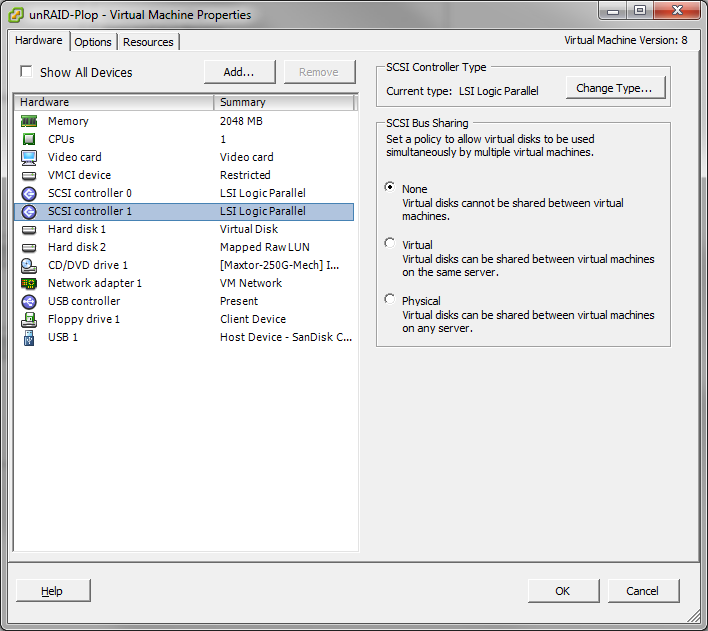 unRAID-Plop - Virtual Machine Properties
Hardware Options Resources
Virtual Machine Version: 8
Show All Devices
Add...
Remove
Hardware Summary
Memory 2048 MB
CPUs 1
Video card Video card
VMCI device Restricted
SCSI controller 0 LSI Logic Parallel
SCSI controller 1 LSI Logic Parallel
Hard disk 1 Virtual Disk
Hard disk 2 Mapped Raw LUN
CD/DVD drive 1 [Maxtor-250G-Mech] I...
Network adapter 1 VM Network
USB controller Present
Floppy drive 1 Client Device
USB 1 Host Device - SanDisk C...
SCSI Controller Type
Current type: LSI Logic Parallel
Change Type...
SCSI Bus Sharing
Set a policy to allow virtual disks to be used
simultaneously by multiple virtual machines.
None
Virtual disks cannot be shared between virtual
machines.
Virtual
Virtual disks can be shared between virtual machines
on the same server.
Physical
Virtual disks can be shared between virtual machines
on any server.
Help
OK
Cancel